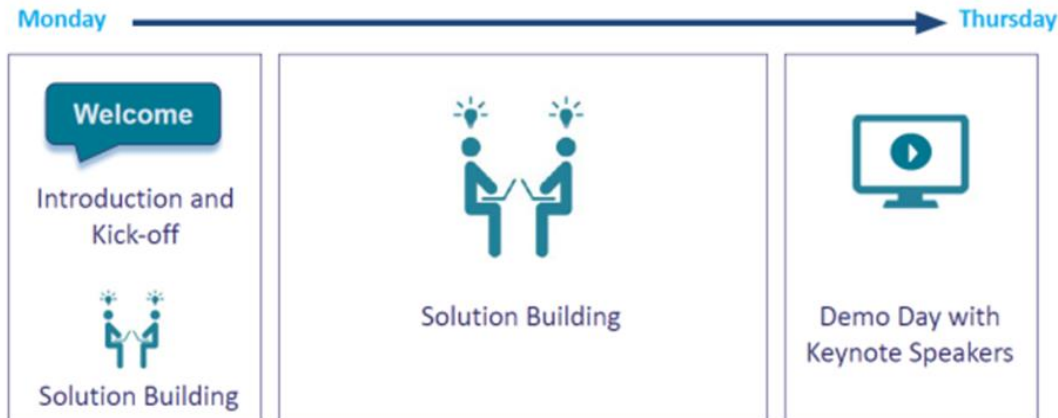 Monday
Thursday
Welcome
Introduction and
Kick-off
Solution Building
Solution Building
Demo Day with
Keynote Speakers